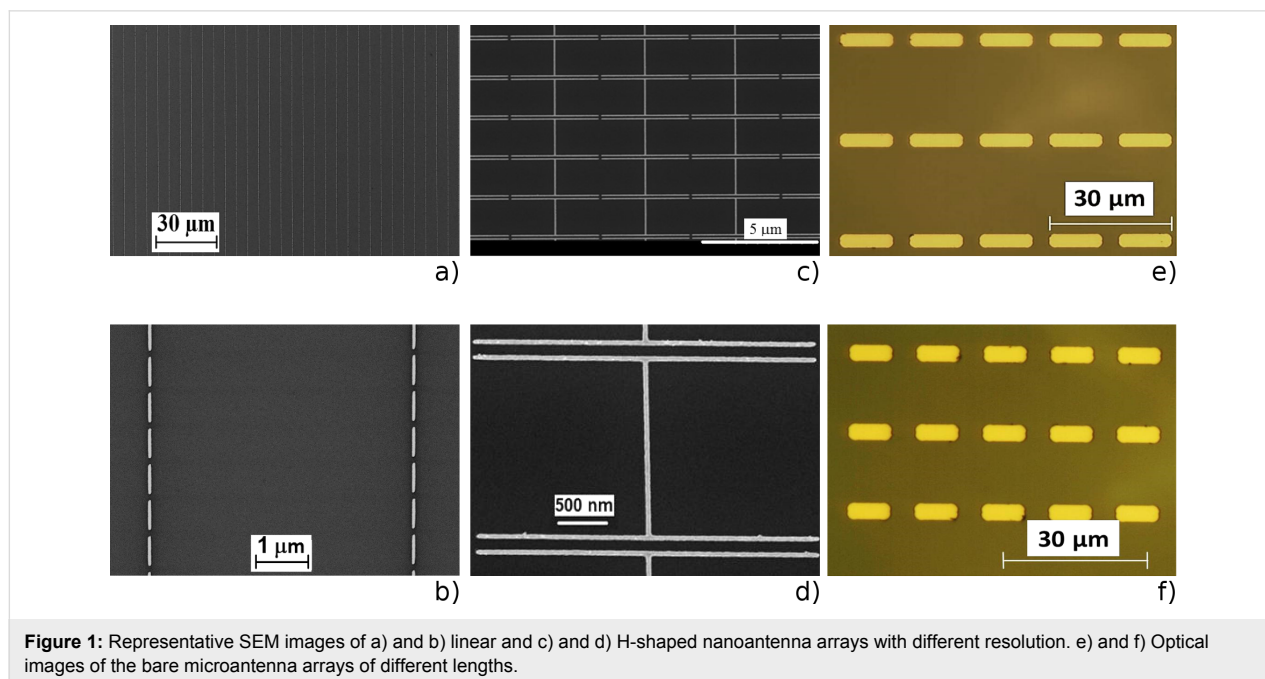 30 μm
a)
5 μm
c)
30 μm
e)
1 μm
b)
500 nm
d)
30 μm
f)
Figure 1: Representative SEM images of a) and b) linear and c) and d) H-shaped nanoantenna arrays with different resolution. e) and f) Optical
images of the bare microantenna arrays of different lengths.